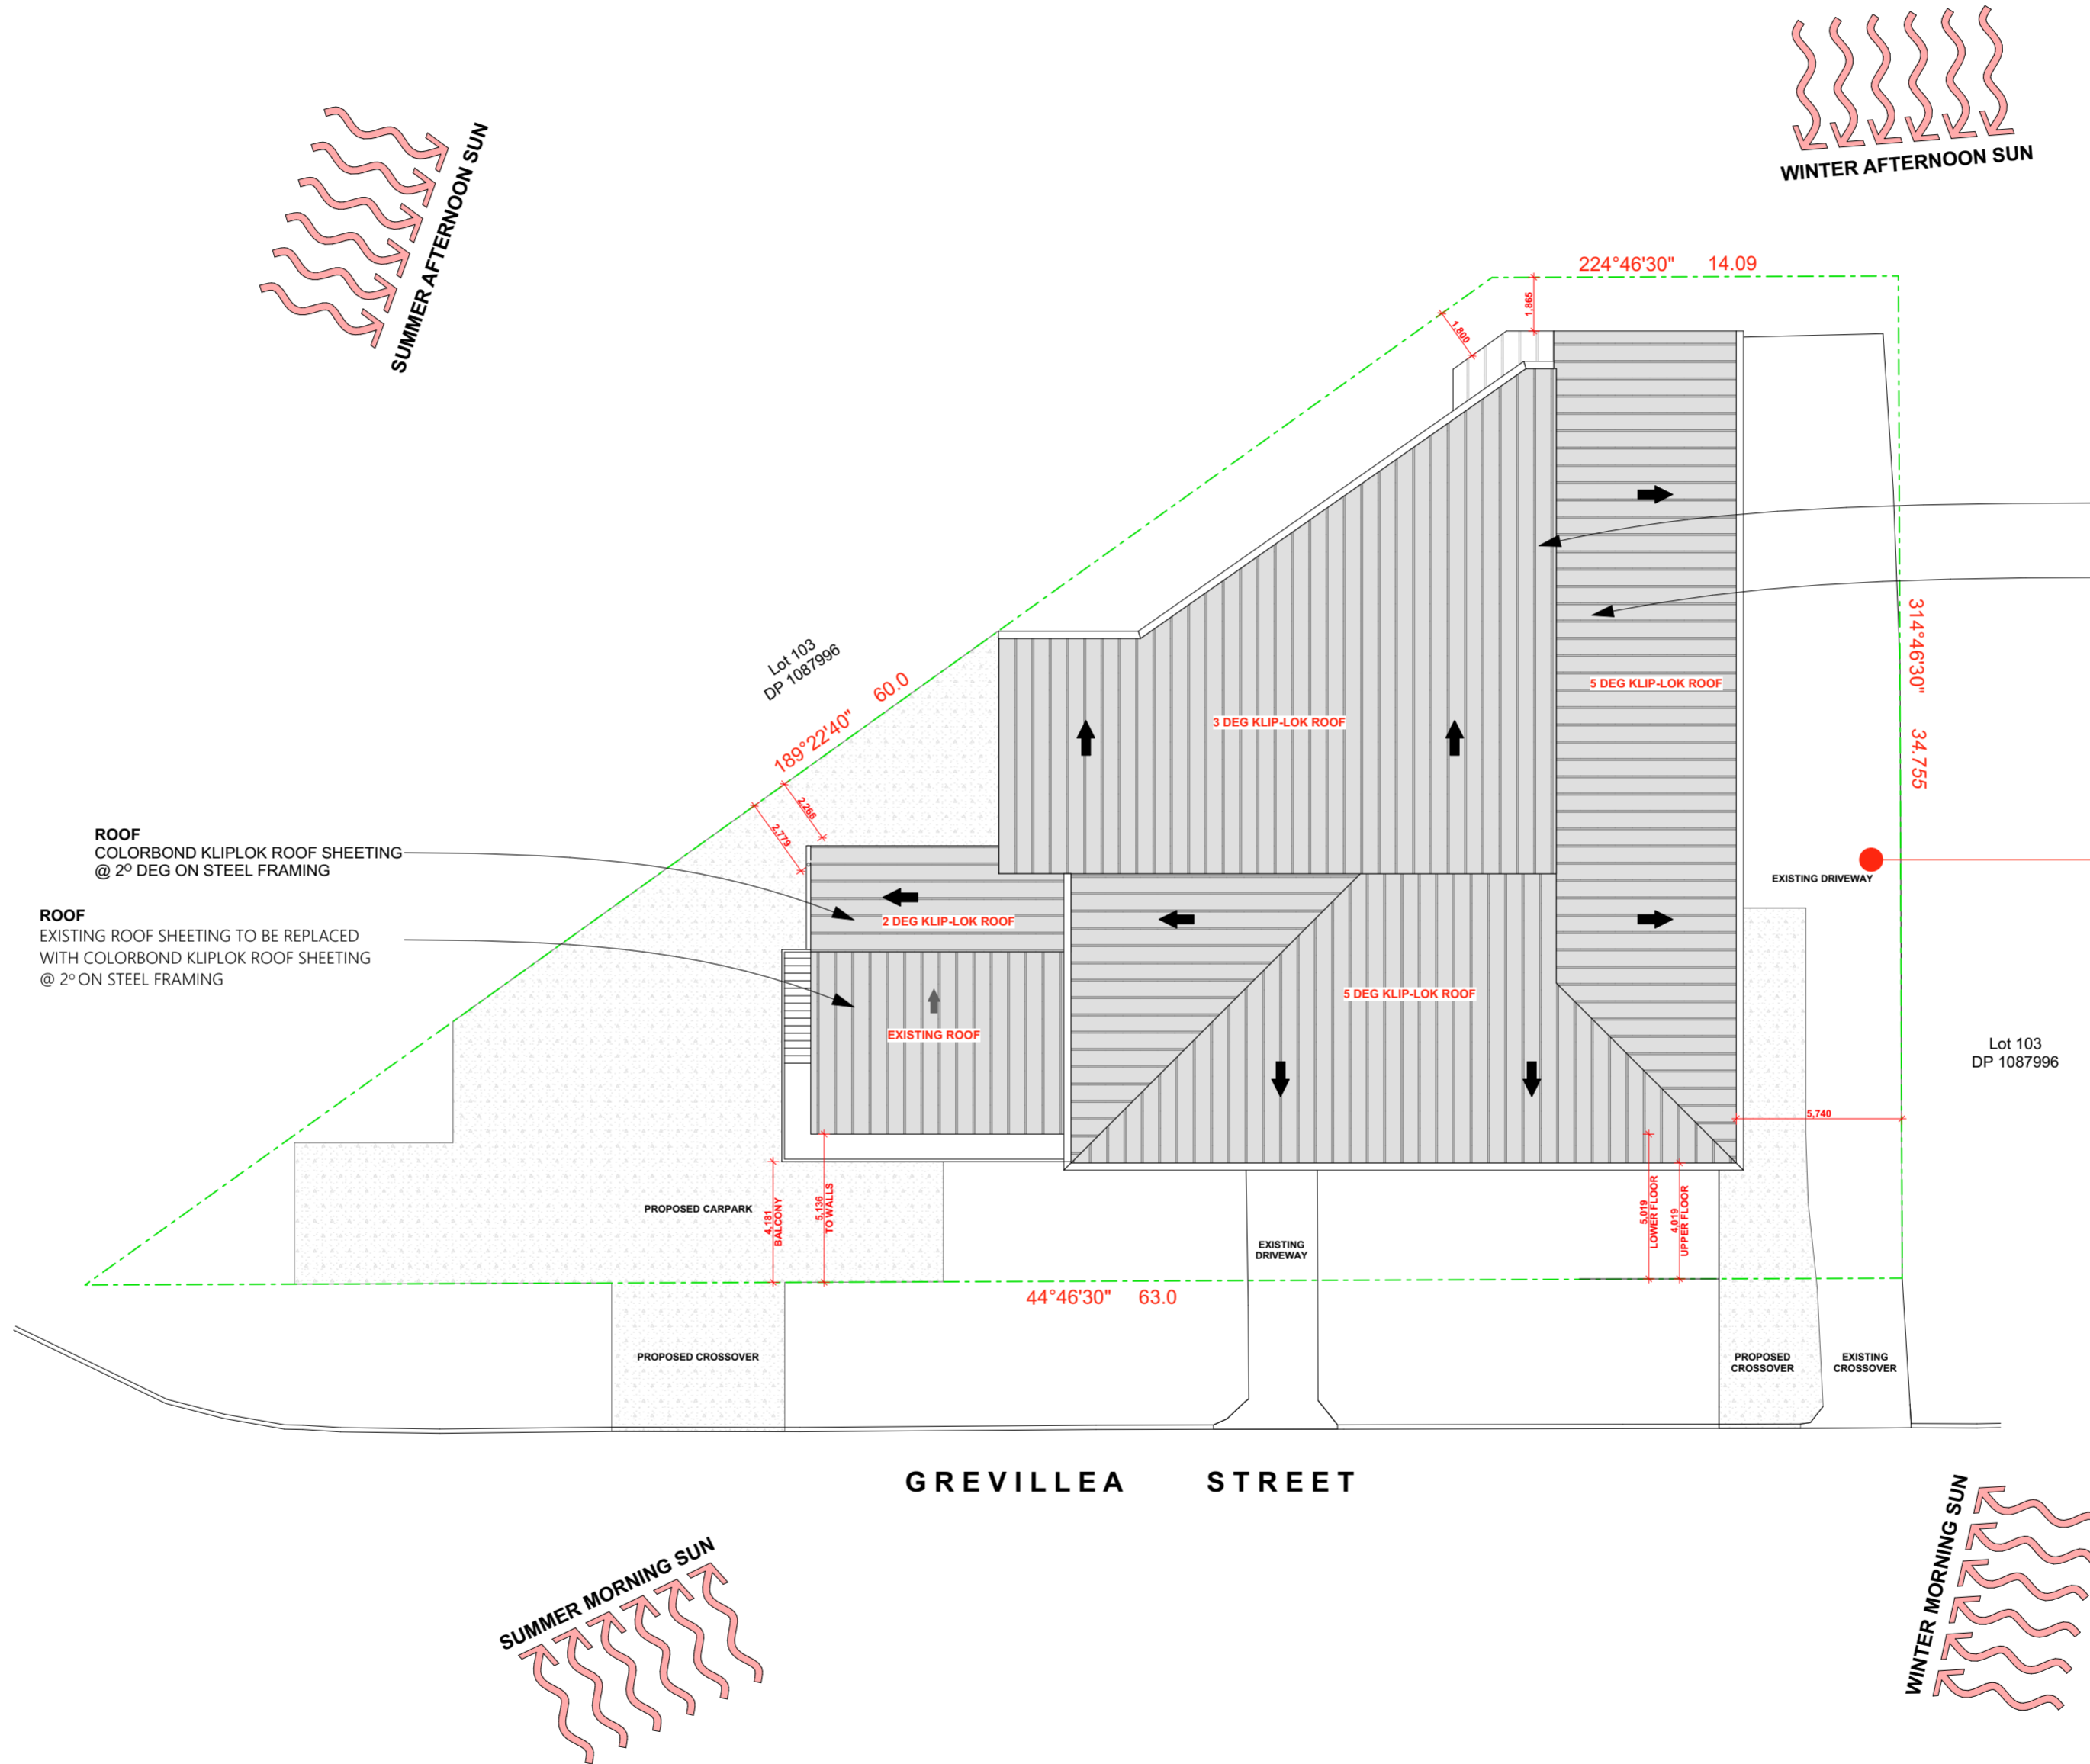 WINTER AFTERNOON SUN
SUMMER AFTERNOON SUN
224°46'30" 14.09
1,865
1,800
314°46'30" 34.755
Lot 103
DP 1087996
189°22'40" 60.0
5 DEG KLIP-LOK ROOF
3 DEG KLIP-LOK ROOF
2,266
2,779
ROOF
COLORBOND KLIPLOK ROOF SHEETING
@ 2° DEG ON STEEL FRAMING
EXISTING DRIVEWAY
ROOF
EXISTING ROOF SHEETING TO BE REPLACED
WITH COLORBOND KLIPLOK ROOF SHEETING
@ 2° ON STEEL FRAMING
2 DEG KLIP-LOK ROOF
5 DEG KLIP-LOK ROOF
EXISTING ROOF
Lot 103
DP 1087996
5,740
PROPOSED CARPARK
4,181
BALCONY
5,136
TO WALLS
5,019
LOWER FLOOR
4,019
UPPER FLOOR
EXISTING
DRIVEWAY
44°46'30" 63.0
PROPOSED CROSSOVER
PROPOSED
CROSSOVER
EXISTING
CROSSOVER
GREVILLEA STREET
SUMMER MORNING SUN
WINTER MORNING SUN